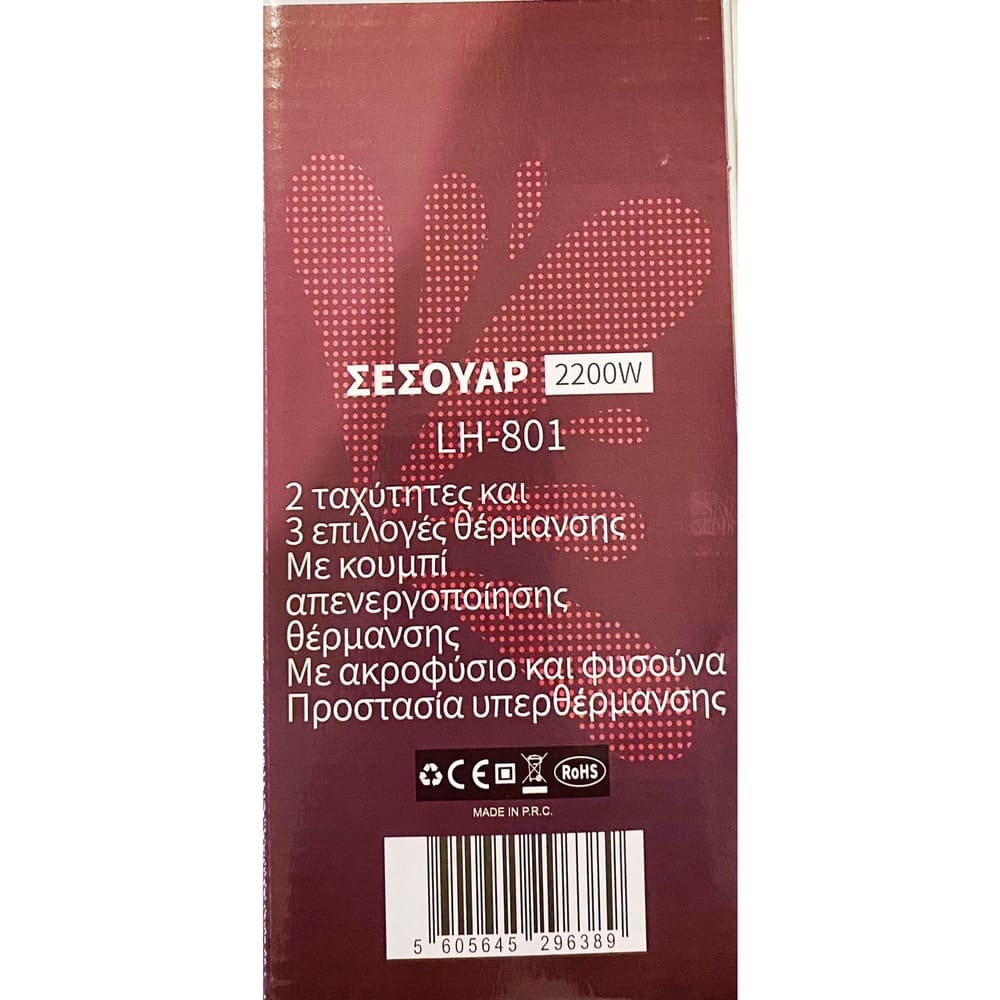 ΣΕΣΟΥΑΡ 2200W
LH-801
2 ταχύτητες και
3 επιλογές θέρμανσης
Με κουμπί
απενεργοποίησης
θέρμανσης
Με ακροφύσιο και φυσούνα
Προστασία υπερθέρμανσης
CE RoHS
MADE IN P.R.C.
5 605645 296389